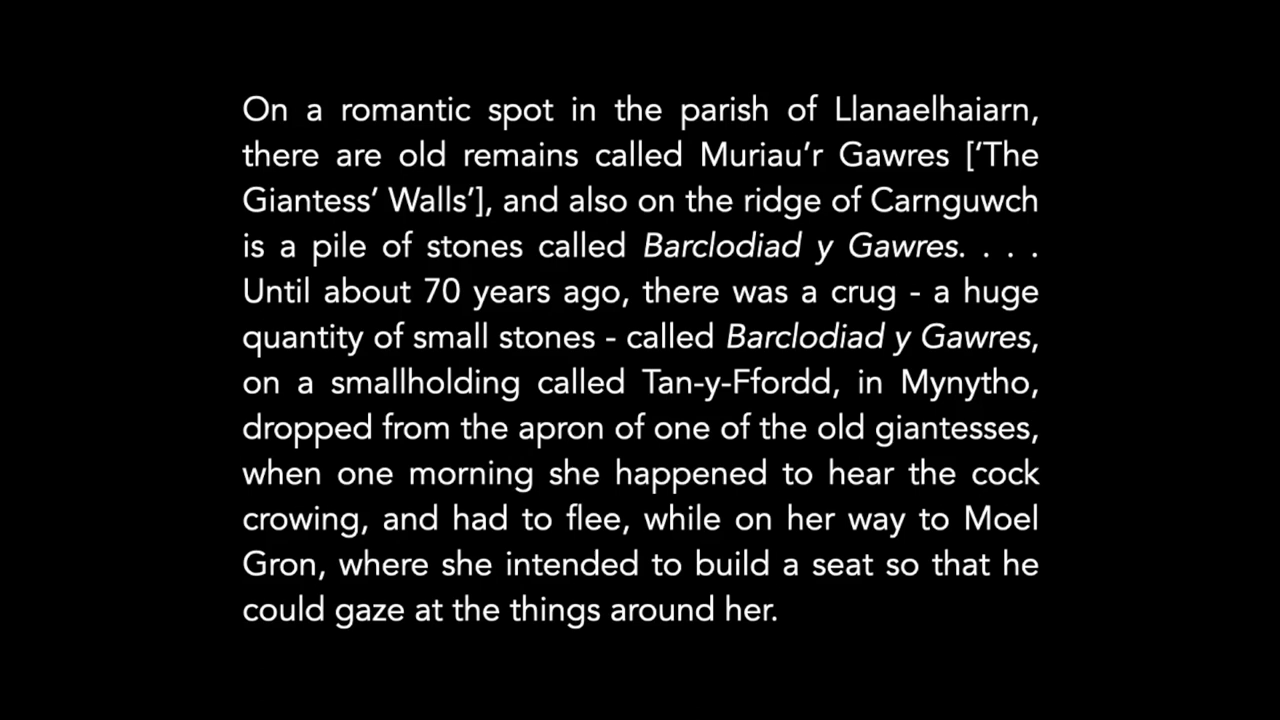 On a romantic spot in the parish of Llanaelhaiarn,
there are old remains called Muriau’r Gawres [‘The
Giantess’ Walls’], and also on the ridge of Carnguwch
is a pile of stones called Barclodiad y Gawres. . . .
Until about 70 years ago, there was a crug - a huge
quantity of small stones - called Barclodiad y Gawres,
on a smallholding called Tan-y-Ffordd, in Mynytho,
dropped from the apron of one of the old giantesses,
when one morning she happened to hear the cock
crowing, and had to flee, while on her way to Moel
Gron, where she intended to build a seat so that he
could gaze at the things around her.